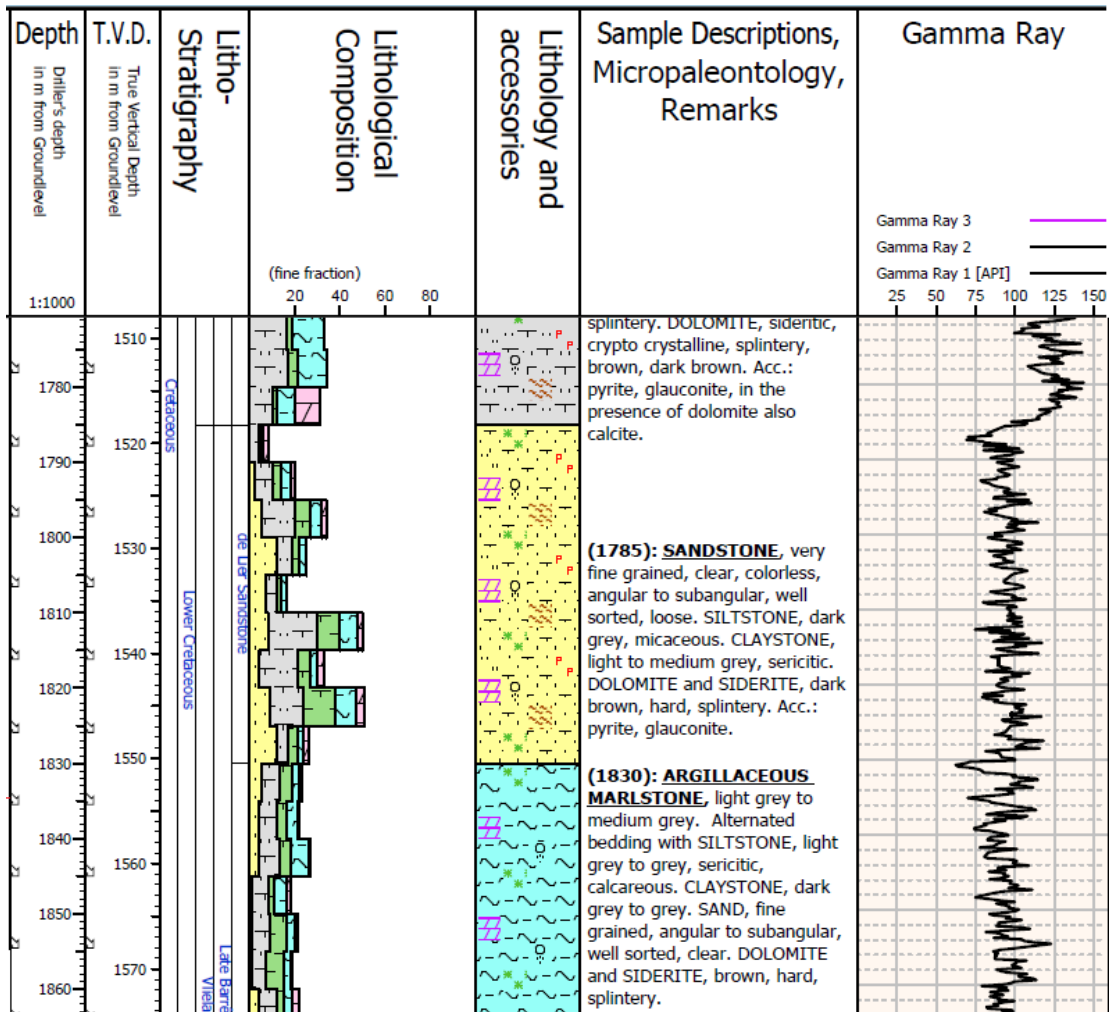 Depth
Driller's depth
in m from Groundlevel
1:1000
T.V.D.
True Vertical Depth
in m from Groundlevel
Litho-
Stratigraphy
Lithological
Composition
(fine fraction)
20 40 60 80
Lithology and
accessories
Sample Descriptions,
Micropaleontology,
Remarks
Gamma Ray
Gamma Ray 3
Gamma Ray 2
Gamma Ray 1 [API]
25 50 75 100 125 150
1780
1790
1800
1810
1820
1830
1840
1850
1860
1510
1520
1530
1540
1550
1560
1570
Cretaceous
Lower Cretaceous
de Lier Sandstone
Late Barre
Vliela
P
P
P
P
P
P
P
P
splintery. DOLOMITE, sideritic,
crypto crystalline, splintery,
brown, dark brown. Acc.:
pyrite, glauconite, in the
presence of dolomite also
calcite.
(1785): SANDSTONE, very
fine grained, clear, colorless,
angular to subangular, well
sorted, loose. SILTSTONE, dark
grey, micaceous. CLAYSTONE,
light to medium grey, sericitic.
DOLOMITE and SIDERITE, dark
brown, hard, splintery. Acc.:
pyrite, glauconite.
(1830): ARGILLACEOUS
MARLSTONE, light grey to
medium grey. Alternated
bedding with SILTSTONE, light
grey to grey, sericitic,
calcareous. CLAYSTONE, dark
grey to grey. SAND, fine
grained, angular to subangular,
well sorted, clear. DOLOMITE
and SIDERITE, brown, hard,
splintery.